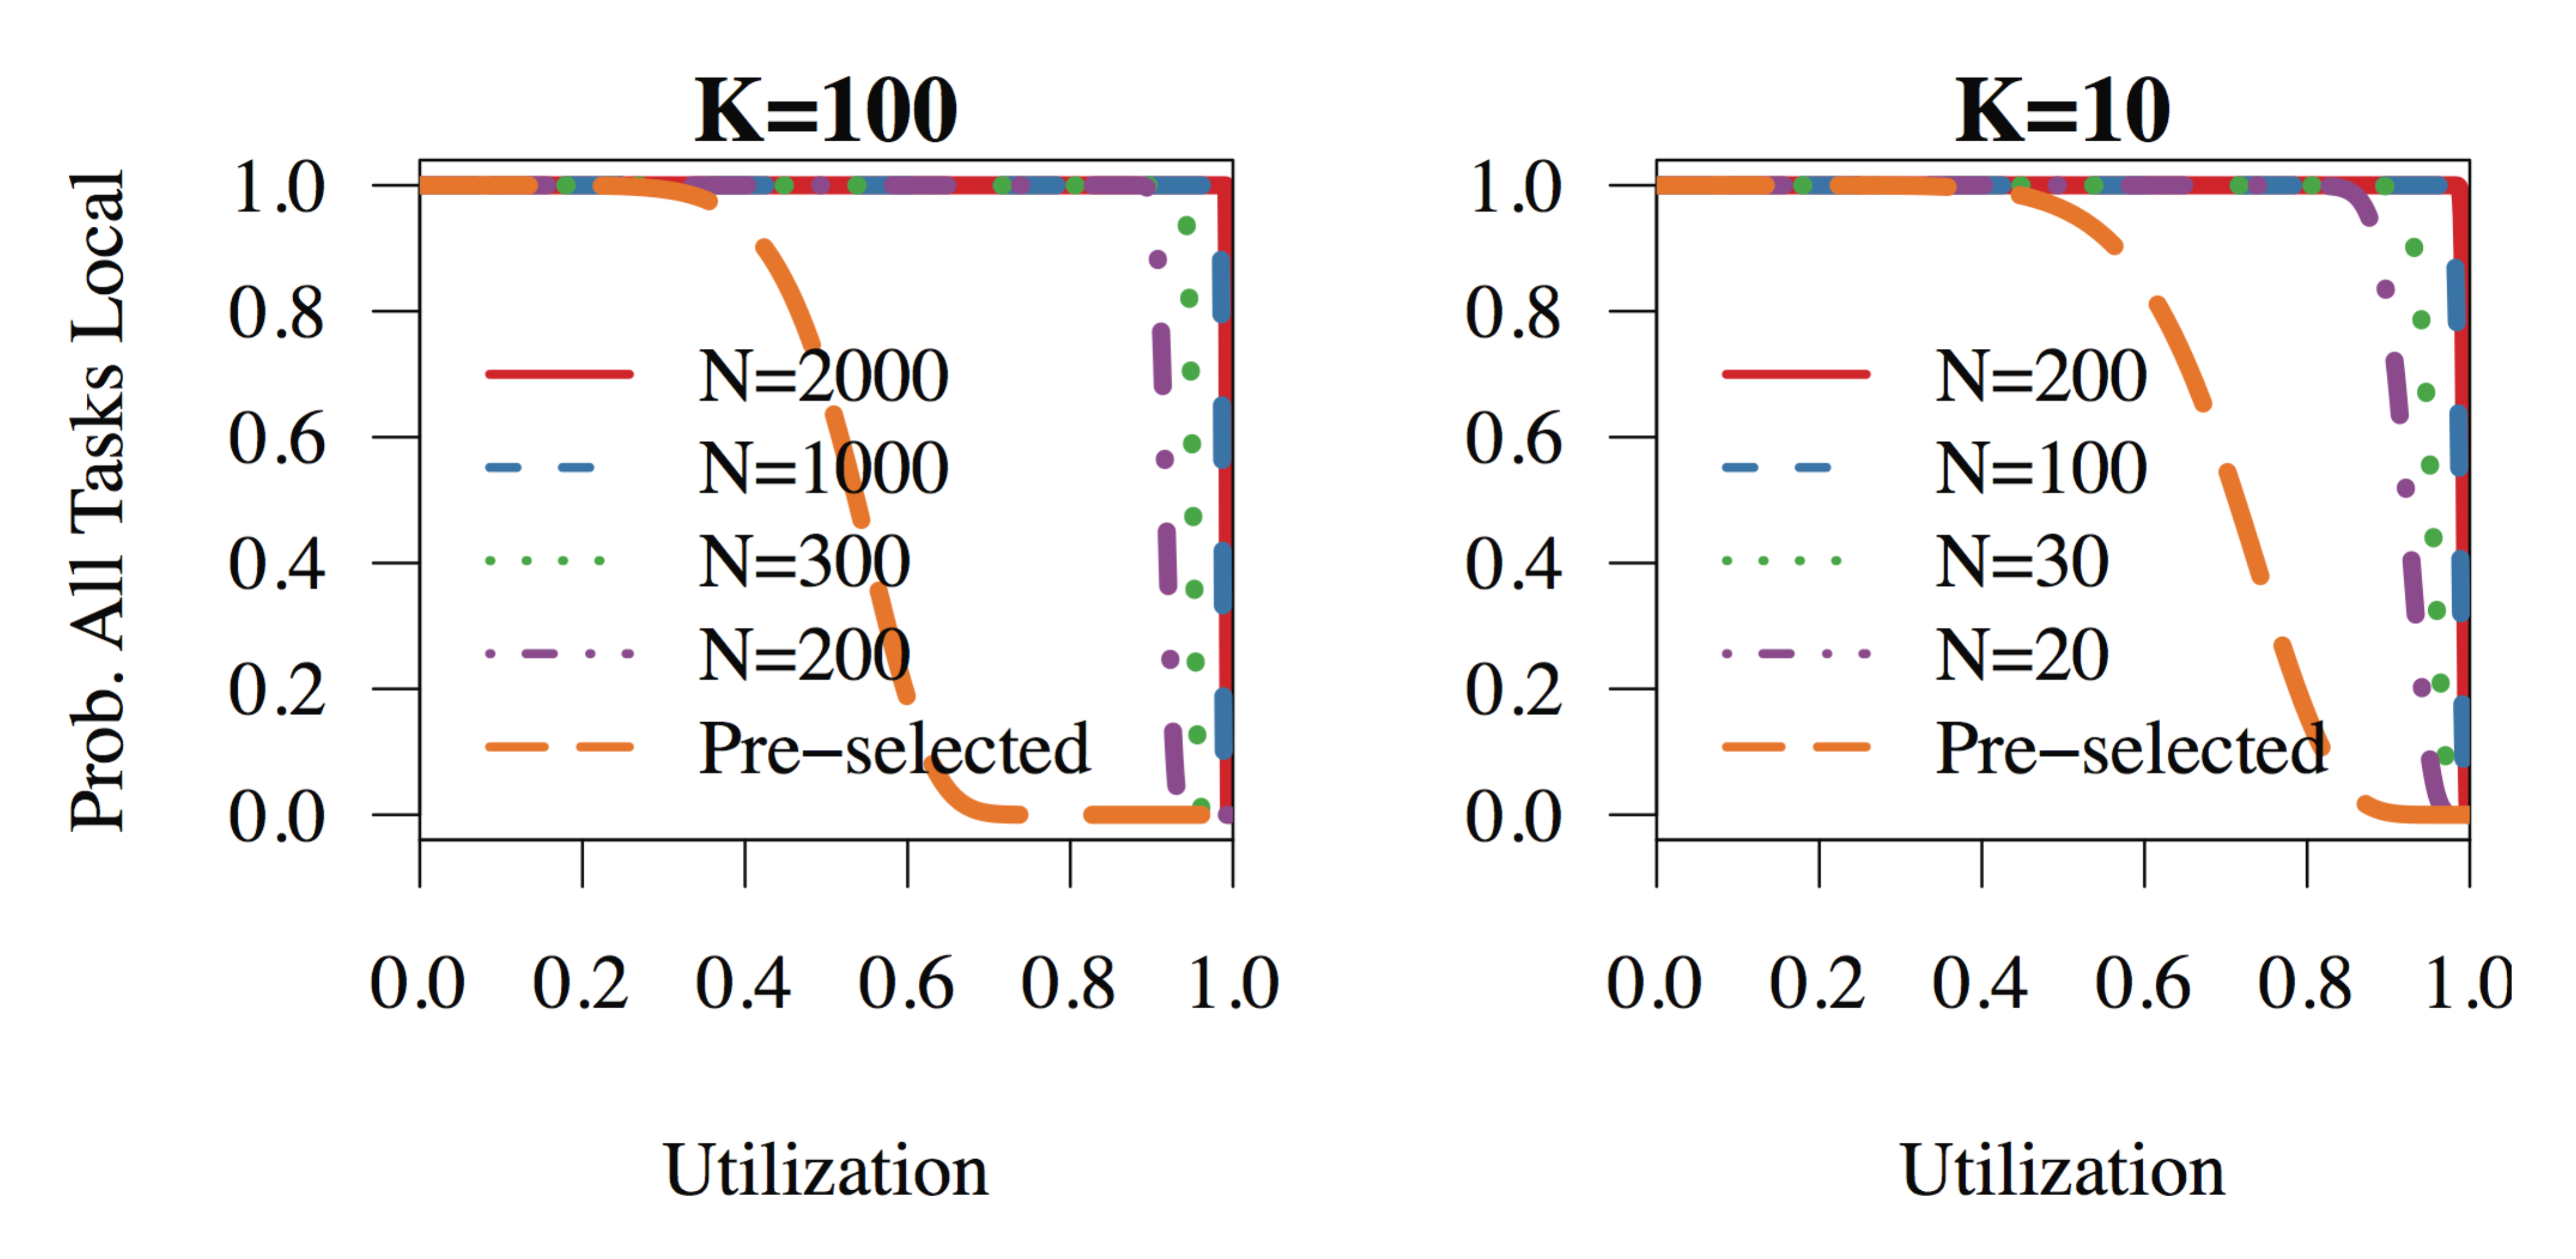 K=100
Prob. All Tasks Local
1.0
0.8
0.6
0.4
0.2
0.0
N=2000
N=1000
N=300
N=200
Pre−selected
0.0 0.2 0.4 0.6 0.8 1.0
Utilization
K=10
1.0
0.8
0.6
0.4
0.2
0.0
N=200
N=100
N=30
N=20
Pre−selected
0.0 0.2 0.4 0.6 0.8 1.0
Utilization